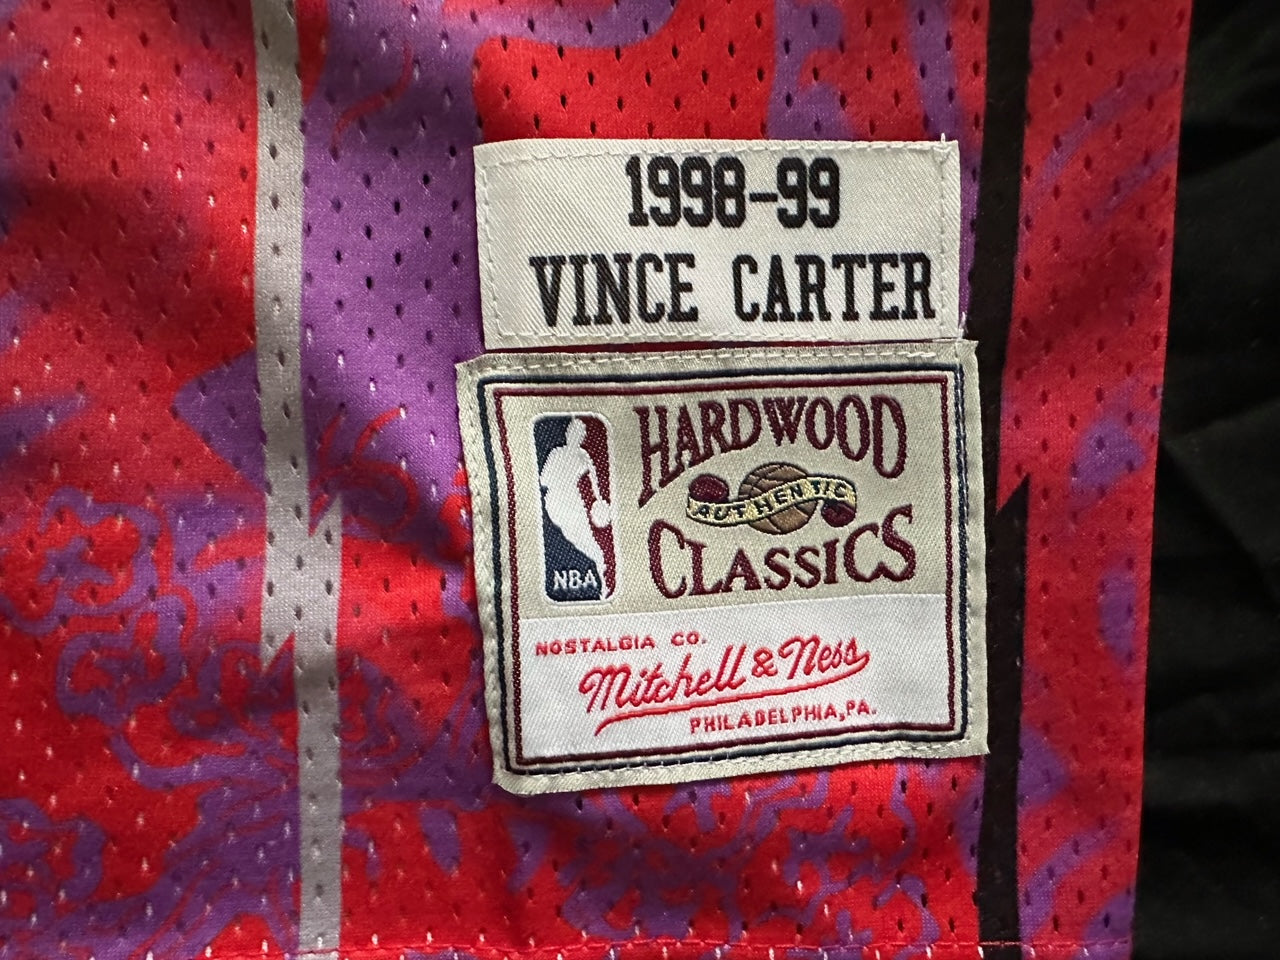 1998-99
VINCE CARTER
HARDWOOD
AUTHENTIC
CLASSICS
NBA
NOSTALGIA CO.
Mitchell & Ness
PHILADELPHIA, PA.